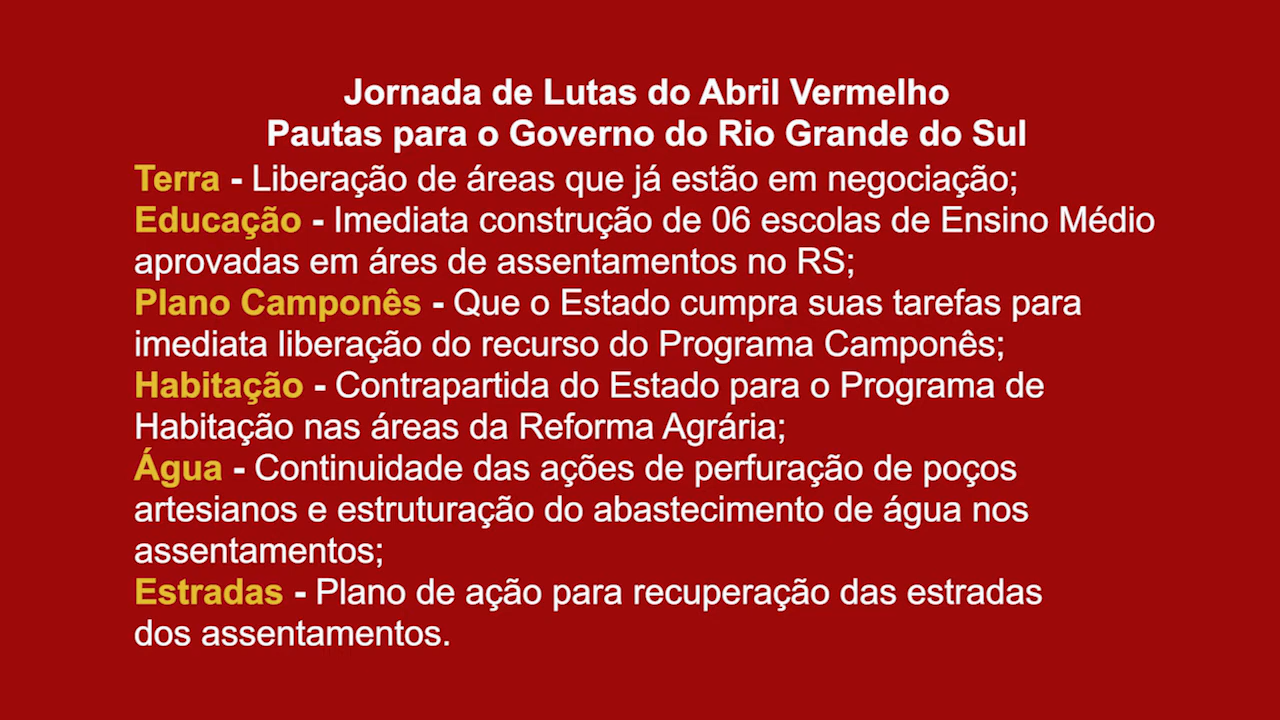 Jornada de Lutas do Abril Vermelho
Pautas para o Governo do Rio Grande do Sul
Terra - Liberação de áreas que já estão em negociação;
Educação - Imediata construção de 06 escolas de Ensino Médio
aprovadas em áres de assentamentos no RS;
Plano Camponês - Que o Estado cumpra suas tarefas para
imediata liberação do recurso do Programa Camponês;
Habitação - Contrapartida do Estado para o Programa de
Habitação nas áreas da Reforma Agrária;
Água - Continuidade das ações de perfuração de poços
artesianos e estruturação do abastecimento de água nos
assentamentos;
Estradas - Plano de ação para recuperação das estradas
dos assentamentos.